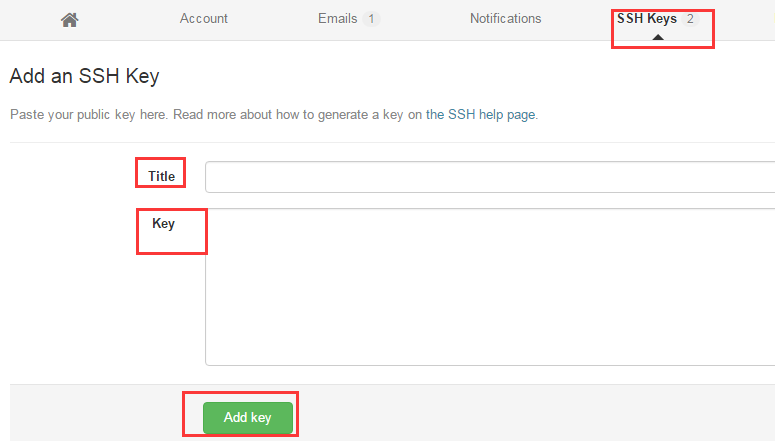 Account Emails 1 Notifications SSH Keys 2
Add an SSH Key
Paste your public key here. Read more about how to generate a key on the SSH help page.
Title
Key
Add key